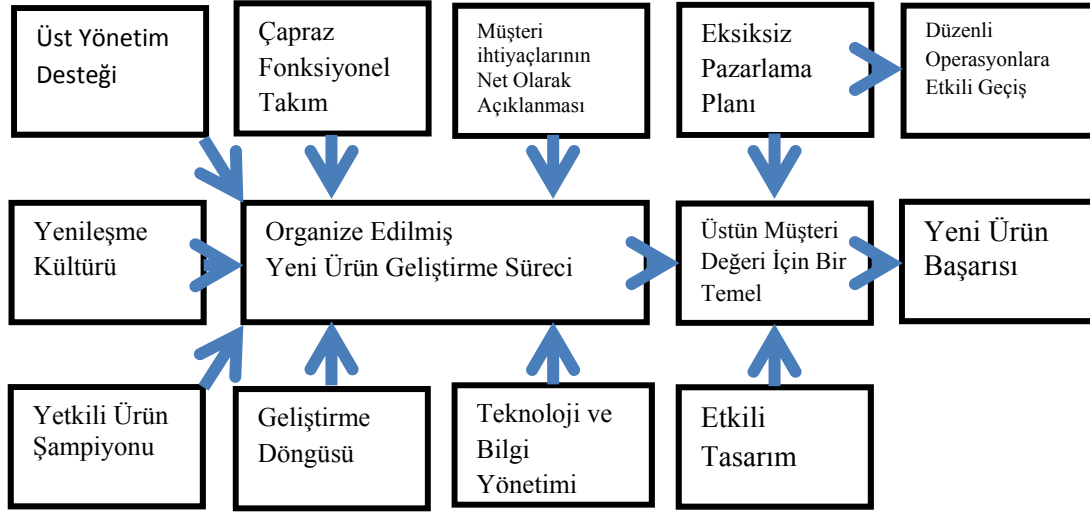 Üst Yönetim
Desteği
Çapraz
Fonksiyonel
Takım
Müşteri
ihtiyaçlarının
Net Olarak
Açıklanması
Eksiksiz
Pazarlama
Planı
Düzenli
Operasyonlara
Etkili Geçiş
Yenileşme
Kültürü
Organize Edilmiş
Yeni Ürün Geliştirme Süreci
Üstün Müşteri
Değeri İçin Bir
Temel
Yeni Ürün
Başarısı
Yetkili Ürün
Şampiyonu
Geliştirme
Döngüsü
Teknoloji ve
Bilgi
Yönetimi
Etkili
Tasarım